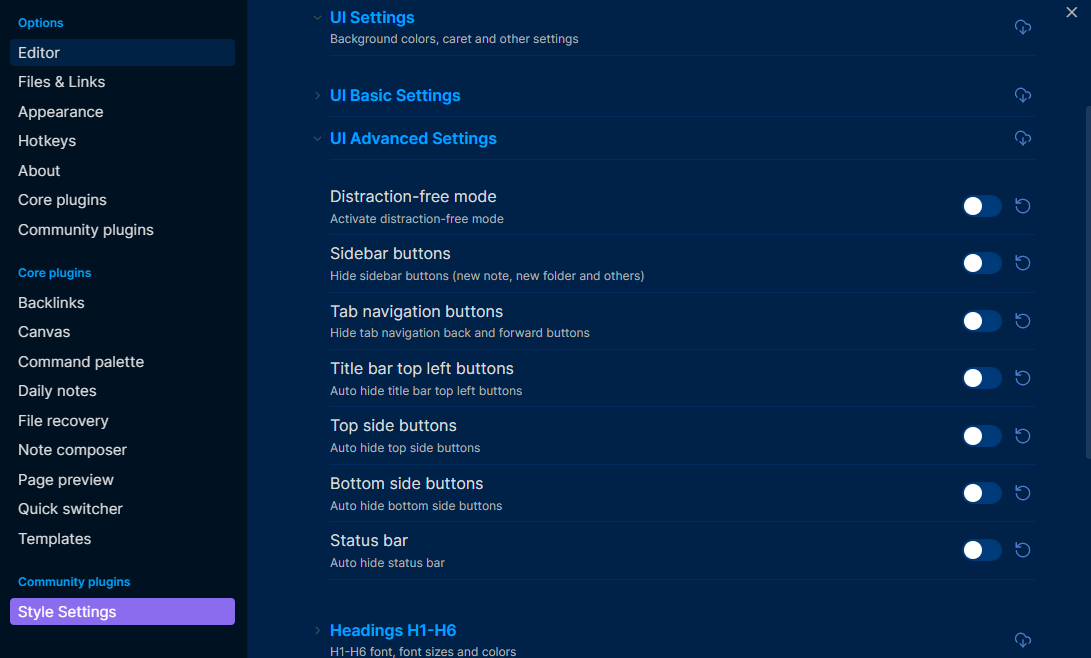 Options
Editor
Files & Links
Appearance
Hotkeys
About
Core plugins
Community plugins
Core plugins
Backlinks
Canvas
Command palette
Daily notes
File recovery
Note composer
Page preview
Quick switcher
Templates
Community plugins
Style Settings
UI Settings
Background colors, caret and other settings
UI Basic Settings
UI Advanced Settings
Distraction-free mode
Activate distraction-free mode
Sidebar buttons
Hide sidebar buttons (new note, new folder and others)
Tab navigation buttons
Hide tab navigation back and forward buttons
Title bar top left buttons
Auto hide title bar top left buttons
Top side buttons
Auto hide top side buttons
Bottom side buttons
Auto hide bottom side buttons
Status bar
Auto hide status bar
Headings H1-H6
H1-H6 font, font sizes and colors